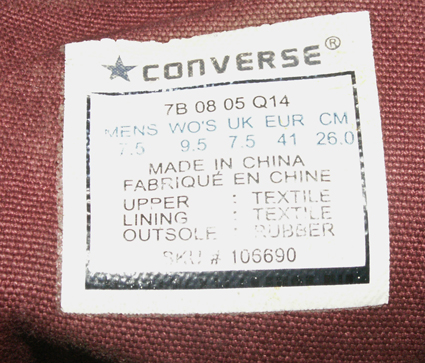 ★ CONVERSE®
7B 08 05 Q14
MENS WO'S UK EUR CM
7.5 9.5 7.5 41 26.0
MADE IN CHINA
FABRIQUÉ EN CHINE
UPPER : TEXTILE
LINING : TEXTILE
OUTSOLE : RUBBER
SKU # 106690